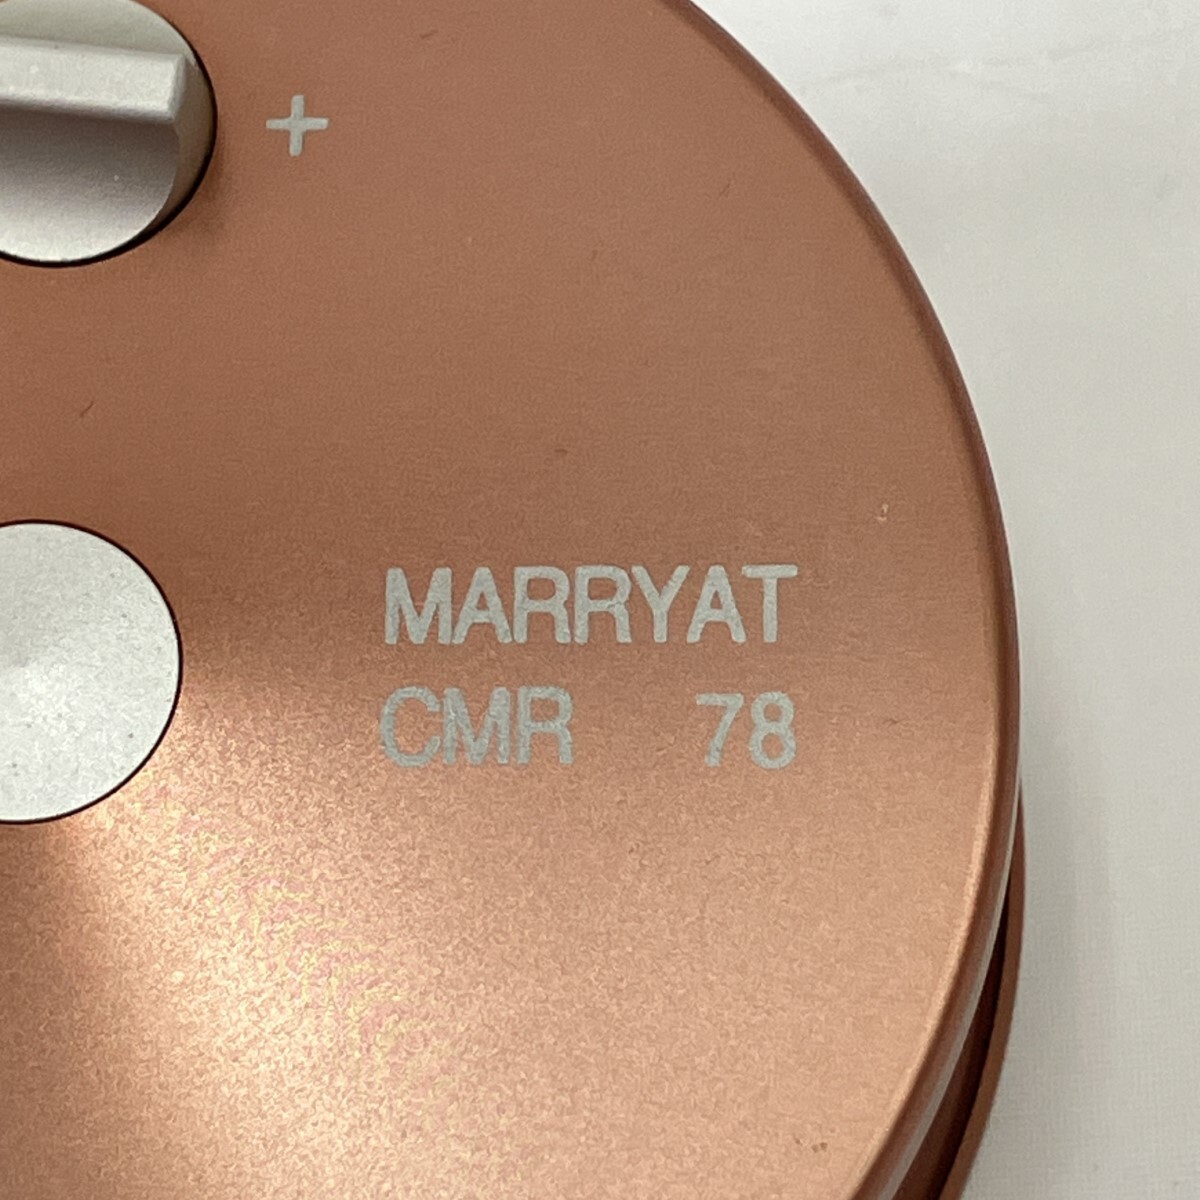 +
MARRYAT
CMR 78